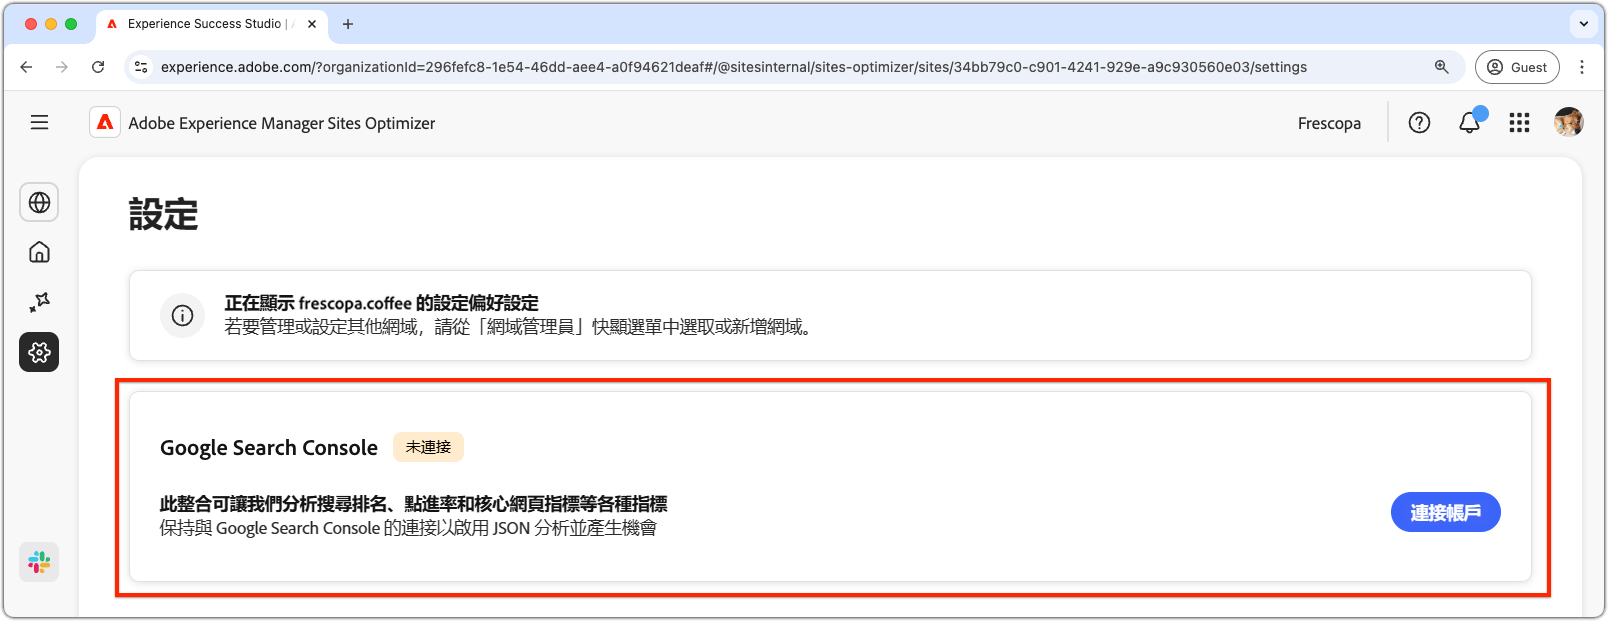 Experience Success Studio | A
experience.adobe.com/?organizationId=296fefc8-1e54-46dd-aee4-a0f94621deaf#/@sitesinternal/sites-optimizer/sites/34bb79c0-c901-4241-929e-a9c930560e03/settings
Guest
Adobe Experience Manager Sites Optimizer
Frescopa
設定
正在顯示 frescopa.coffee 的設定偏好設定
若要管理或設定其他網域，請從「網域管理員」快顯選單中選取或新增網域。
Google Search Console
未連接
此整合可讓我們分析搜尋排名、點進率和核心網頁指標等各種指標
保持與 Google Search Console 的連接以啟用 JSON 分析並產生機會
連接帳戶